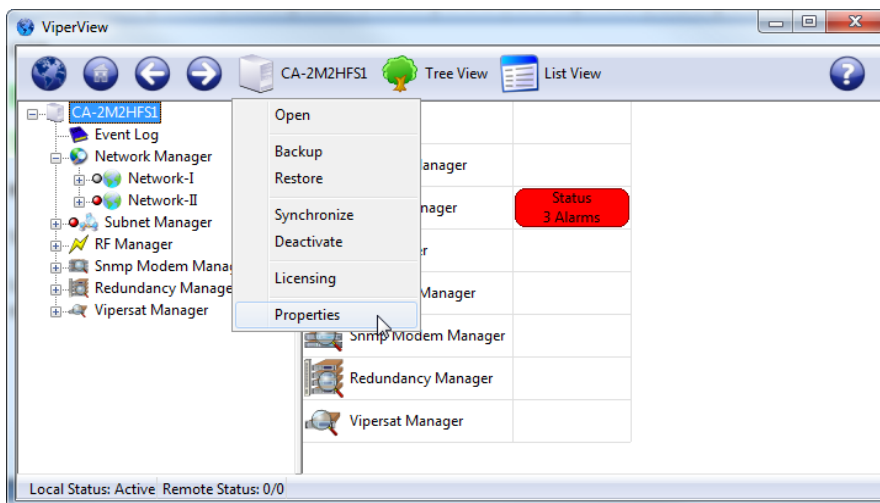 ViperView
CA-2M2HFS1 Tree View List View
CA-2M2HFS1
Event Log
Network Manager
Network-I
Network-II
Subnet Manager
RF Manager
Snmp Modem Mana
Redundancy Manage
Vipersat Manager
Open
Backup
Restore
Synchronize
Deactivate
Licensing
Properties
anager
nager
Status
3 Alarms
er
Manager
Snmp Modem Manager
Redundancy Manager
Vipersat Manager
Local Status: Active Remote Status: 0/0